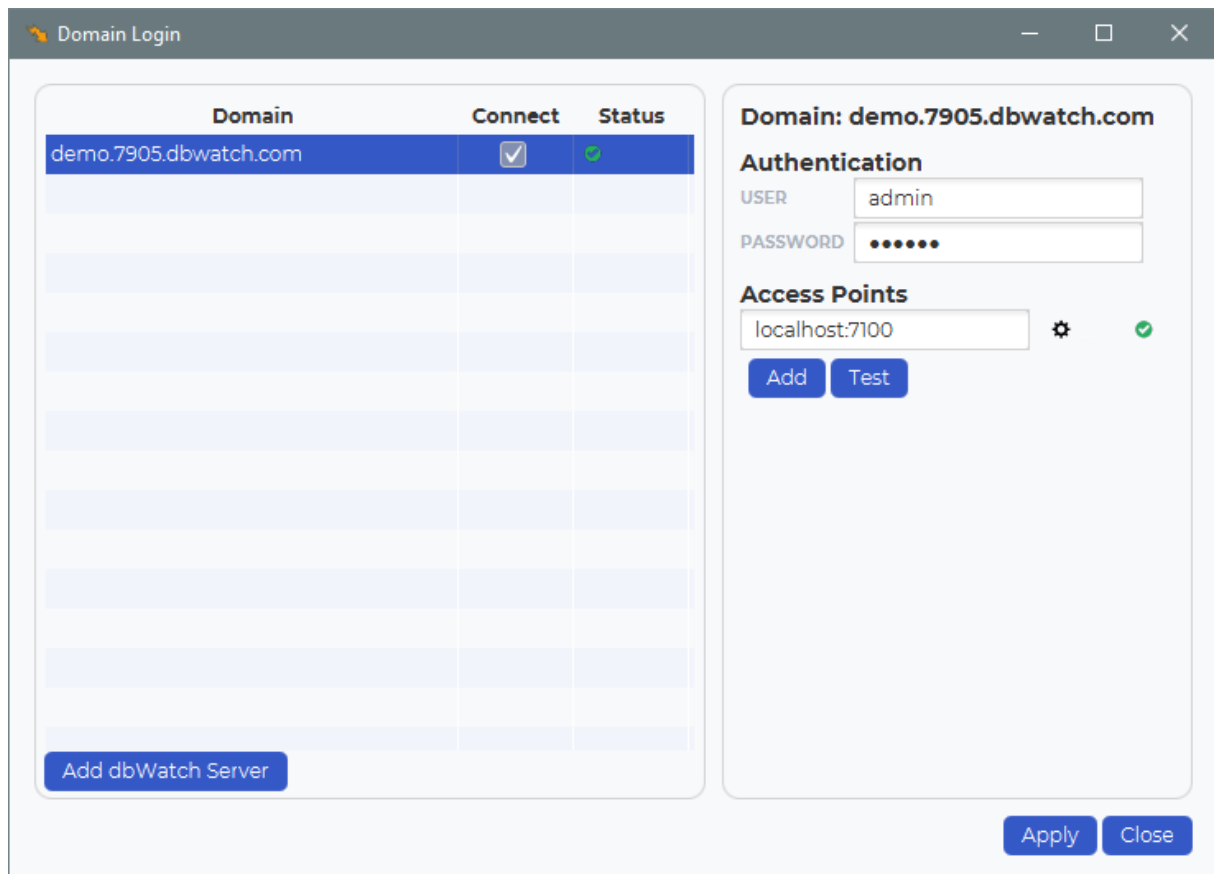 Domain Login
Domain Connect Status
demo.7905.dbwatch.com
Add dbWatch Server
Domain: demo.7905.dbwatch.com
Authentication
USER admin
PASSWORD ••••••
Access Points
localhost:7100
Add Test
Apply Close